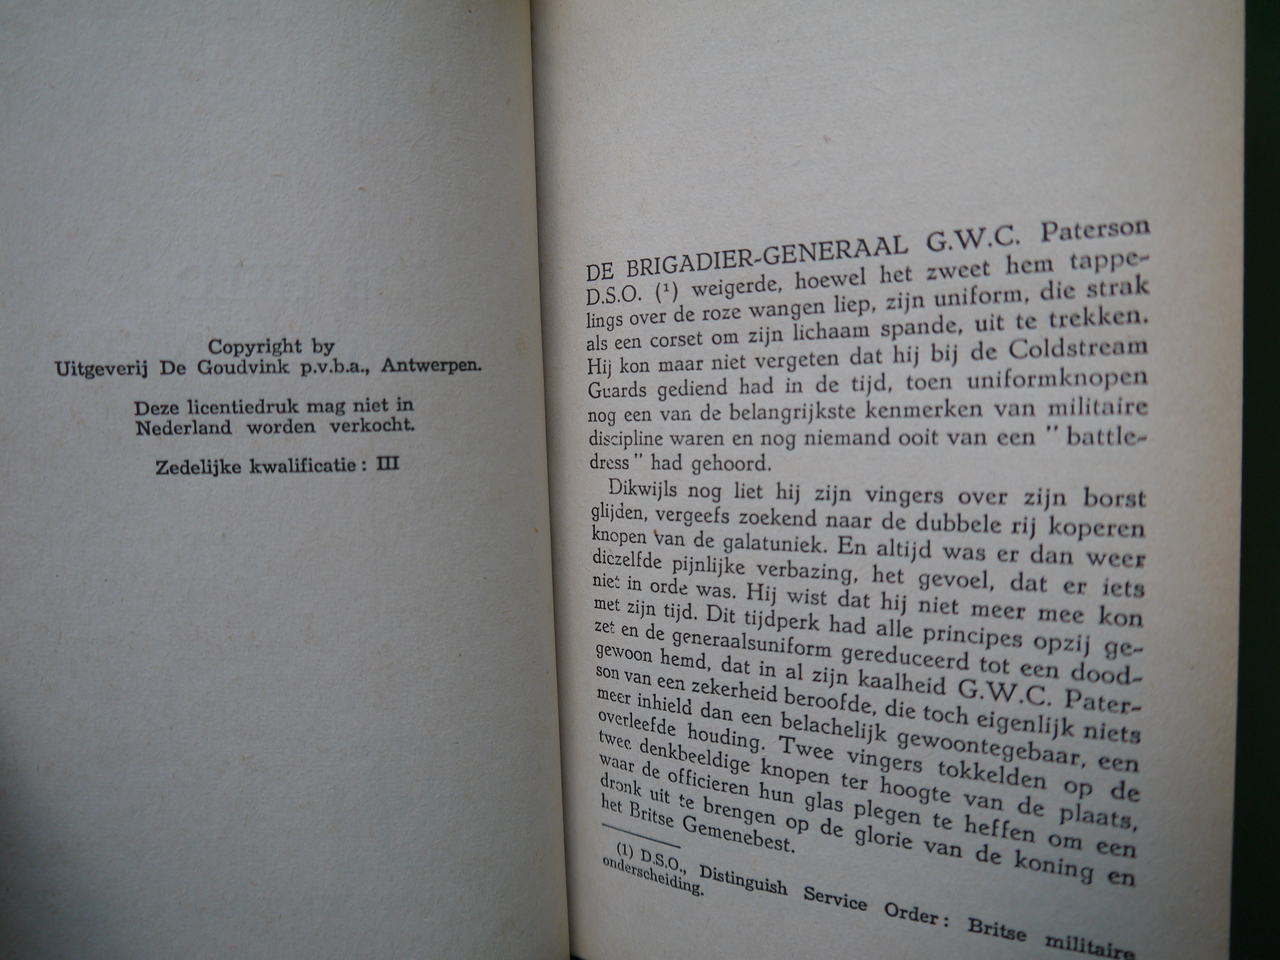 Copyright by
Uitgeverij De Goudvink p.v.b.a., Antwerpen.
Deze licentiedruk mag niet in
Nederland worden verkocht.
Zedelijke kwalificatie : III
DE BRIGADIER-GENERAAL G.W.C. Paterson
D.S.O. (¹) weigerde, hoewel het zweet hem tappe-
lings over de roze wangen liep, zijn uniform, die strak
als een corset om zijn lichaam spande, uit te trekken.
Hij kon maar niet vergeten dat hij bij de Coldstream
Guards gediend had in de tijd, toen uniformknopen
nog een van de belangrijkste kenmerken van militaire
discipline waren en nog niemand ooit van een " battle-
dress " had gehoord.
Dikwijls nog liet hij zijn vingers over zijn borst
glijden, vergeefs zoekend naar de dubbele rij koperen
knopen van de galatuniek. En altijd was er dan weer
diezelfde pijnlijke verbazing, het gevoel, dat er iets
niet in orde was. Hij wist dat hij niet meer mee kon
met zijn tijd. Dit tijdperk had alle principes opzij ge-
zet en de generaalsuniform gereduceerd tot een dood-
gewoon hemd, dat in al zijn kaalheid G.W.C. Pater-
son van een zekerheid beroofde, die toch eigenlijk niets
meer inhield dan een belachelijk gewoontegebaar, een
overleefde houding. Twee vingers tokkelden op de
twee denkbeeldige knopen ter hoogte van de plaats,
waar de officieren hun glas plegen te heffen om een
dronk uit te brengen op de glorie van de koning en
het Britse Gemenebest.
(1) D.S.O., Distinguish Service Order : Britse militaire
onderscheiding.